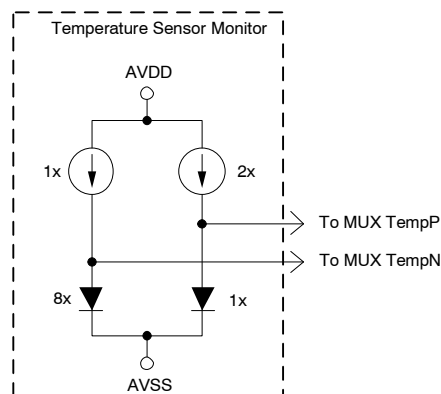 Temperature Sensor Monitor
AVDD
1x
2x
To MUX TempP
To MUX TempN
8x
1x
AVSS